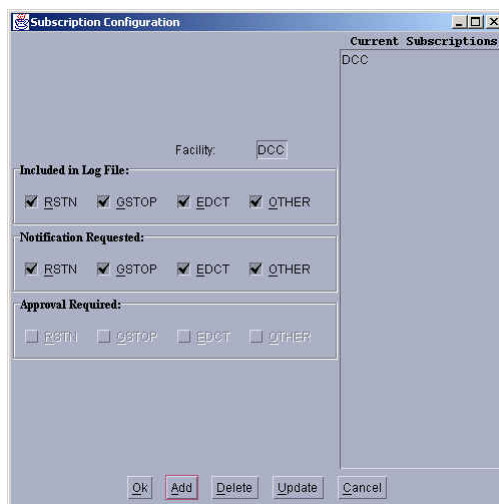 Subscription Configuration
Current Subscriptions
DCC
Facility: DCC
Included in Log File:
RSTN GSTOP EDCT OTHER
Notification Requested:
RSTN GSTOP EDCT OTHER
Approval Required:
RSTN GSTOP EDCT OTHER
Ok Add Delete Update Cancel